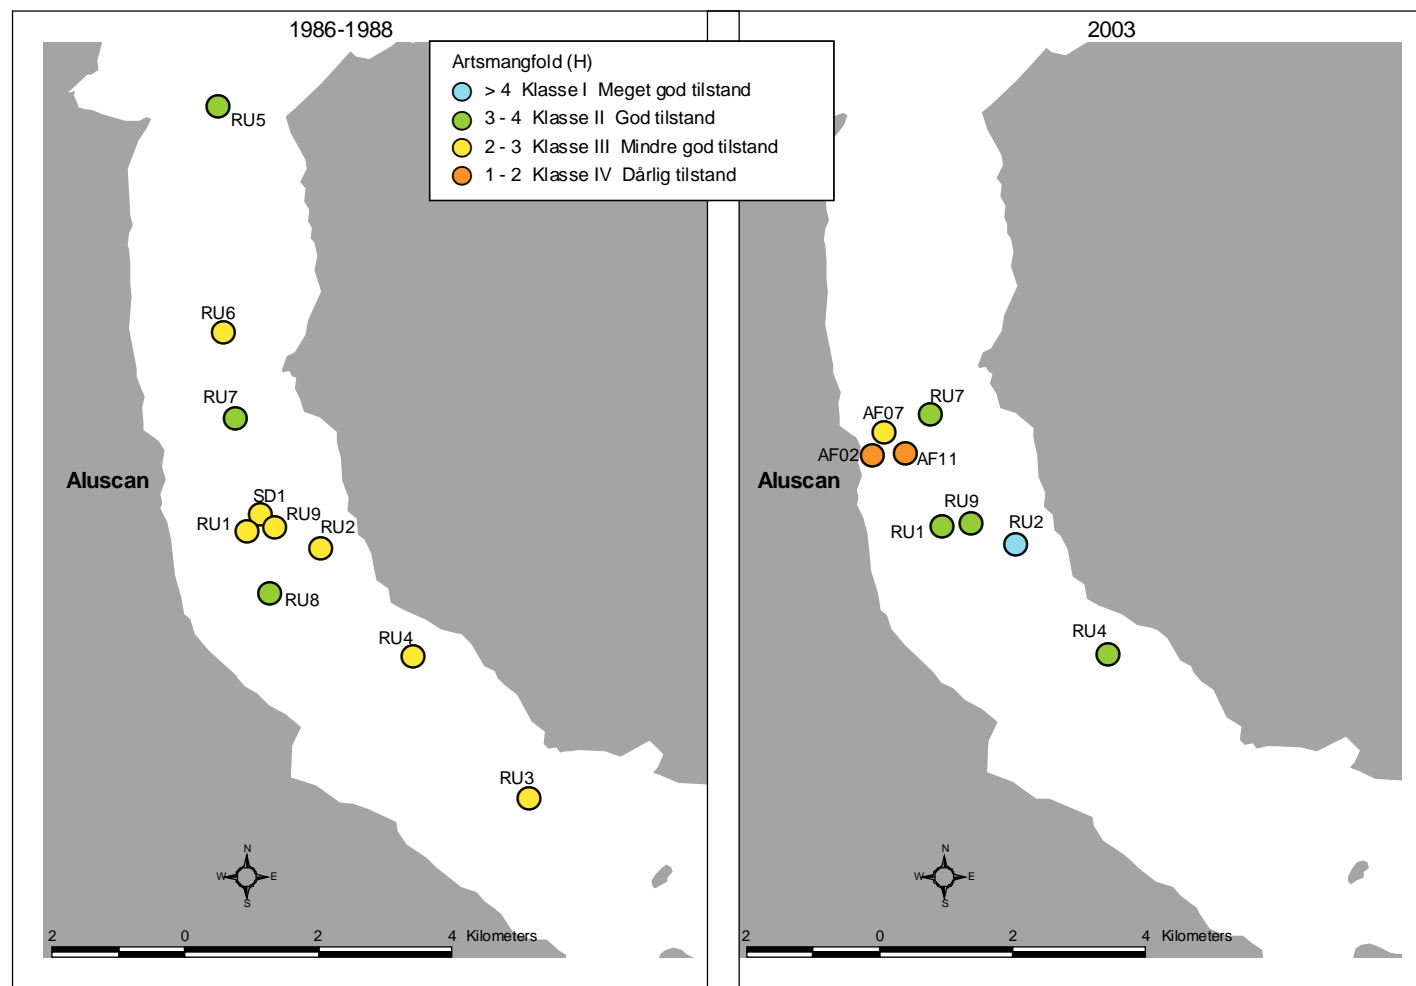 1986-1988
2003
Artsmangfold (H)
> 4 Klasse I Meget god tilstand
3 - 4 Klasse II God tilstand
2 - 3 Klasse III Mindre god tilstand
1 - 2 Klasse IV Dårlig tilstand
RU5
RU6
RU7
Aluscan
SD1
RU1
RU9
RU2
RU8
RU4
RU3
N
W
E
S
2 0 2 4 Kilometers
RU7
AF07
AF02
AF11
Aluscan
RU9
RU1
RU2
RU4
N
W
E
S
2 0 2 4 Kilometers